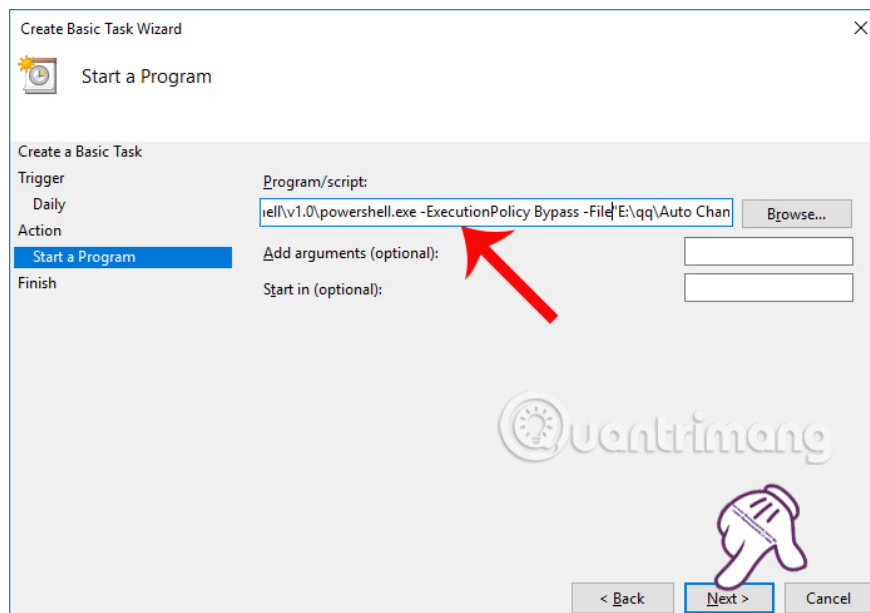 Create Basic Task Wizard
Start a Program
Create a Basic Task
Trigger
Daily
Action
Start a Program
Finish
Program/script:
ell\v1.0\powershell.exe -ExecutionPolicy Bypass -File"E:\qq\Auto Chan
Browse...
Add arguments (optional):
Start in (optional):
Quantrimang
< Back
Next >
Cancel